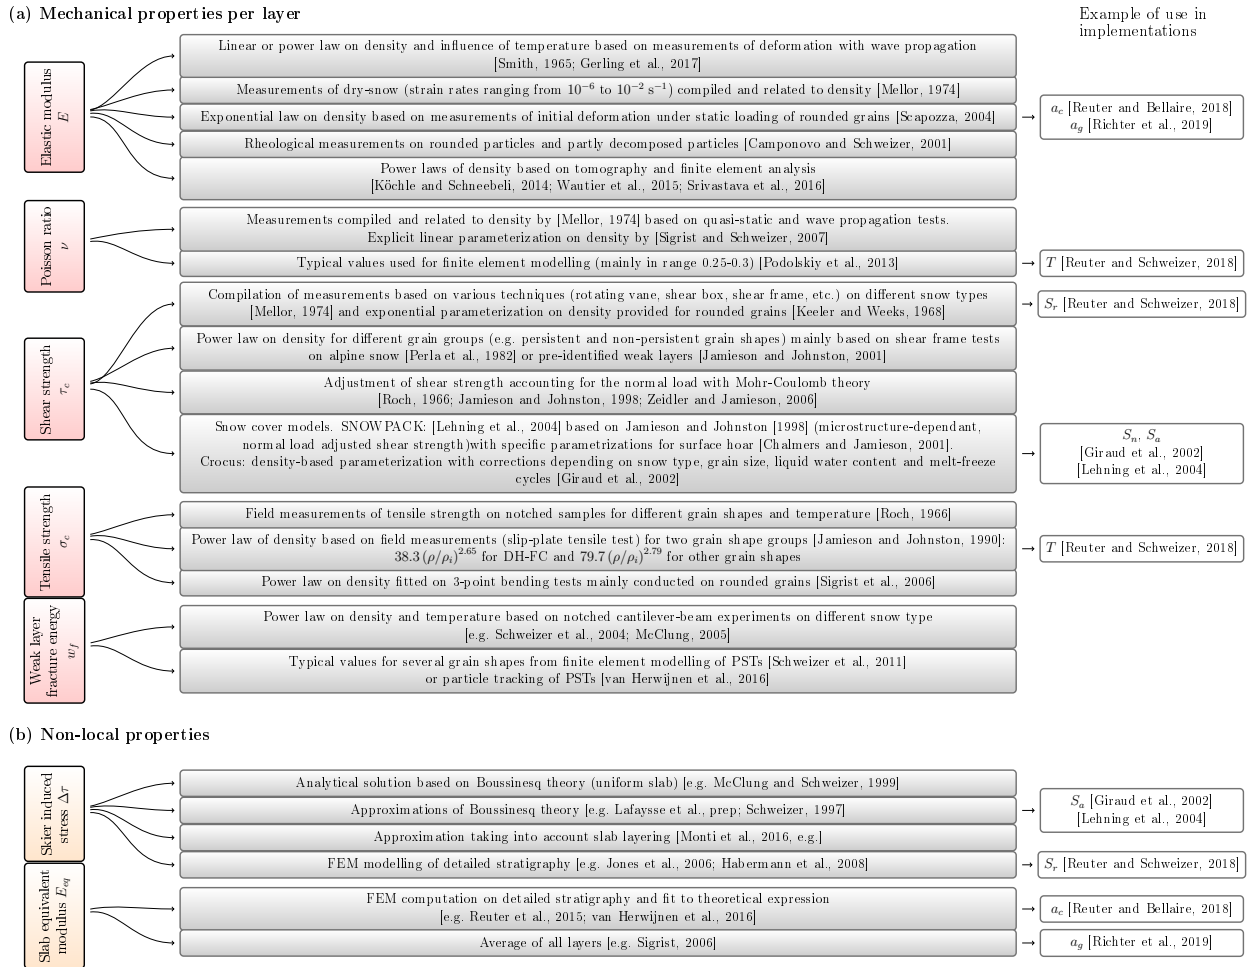 (a) Mechanical properties per layer
Example of use in
implementations
Elastic modulus
E
Linear or power law on density and influence of temperature based on measurements of deformation with wave propagation
[Smith, 1965; Gerling et al., 2017]
Measurements of dry-snow (strain rates ranging from 10⁻⁶ to 10⁻² s⁻¹) compiled and related to density [Mellor, 1974]
Exponential law on density based on measurements of initial deformation under static loading of rounded grains [Scapozza, 2004]
→
a_c [Reuter and Bellaire, 2018]
a_g [Richter et al., 2019]
Rheological measurements on rounded particles and partly decomposed particles [Camponovo and Schweizer, 2001]
Power laws of density based on tomography and finite element analysis
[Köchle and Schneebeli, 2014; Wautier et al., 2015; Srivastava et al., 2016]
Poisson ratio
ν
Measurements compiled and related to density by [Mellor, 1974] based on quasi-static and wave propagation tests.
Explicit linear parameterization on density by [Sigrist and Schweizer, 2007]
Typical values used for finite element modelling (mainly in range 0.25-0.3) [Podolskiy et al., 2013]
→
T [Reuter and Schweizer, 2018]
Shear strength
τ_c
Compilation of measurements based on various techniques (rotating vane, shear box, shear frame, etc.) on different snow types
[Mellor, 1974] and exponential parameterization on density provided for rounded grains [Keeler and Weeks, 1968]
→
S_r [Reuter and Schweizer, 2018]
Power law on density for different grain groups (e.g. persistent and non-persistent grain shapes) mainly based on shear frame tests
on alpine snow [Perla et al., 1982] or pre-identified weak layers [Jamieson and Johnston, 2001]
Adjustment of shear strength accounting for the normal load with Mohr-Coulomb theory
[Roch, 1966; Jamieson and Johnston, 1998; Zeidler and Jamieson, 2006]
Snow cover models. SNOWPACK: [Lehning et al., 2004] based on Jamieson and Johnston [1998] (microstructure-dependant,
normal load adjusted shear strength)with specific parametrizations for surface hoar [Chalmers and Jamieson, 2001].
Crocus: density-based parameterization with corrections depending on snow type, grain size, liquid water content and melt-freeze
cycles [Giraud et al., 2002]
→
S_n, S_a
[Giraud et al., 2002]
[Lehning et al., 2004]
Tensile strength
σ_c
Field measurements of tensile strength on notched samples for different grain shapes and temperature [Roch, 1966]
Power law of density based on field measurements (slip-plate tensile test) for two grain shape groups [Jamieson and Johnston, 1990]:
38.3 (ρ/ρ_i)^2.65 for DH-FC and 79.7 (ρ/ρ_i)^2.79 for other grain shapes
→
T [Reuter and Schweizer, 2018]
Power law on density fitted on 3-point bending tests mainly conducted on rounded grains [Sigrist et al., 2006]
Weak layer
fracture energy
w_f
Power law on density and temperature based on notched cantilever-beam experiments on different snow type
[e.g. Schweizer et al., 2004; McClung, 2005]
Typical values for several grain shapes from finite element modelling of PSTs [Schweizer et al., 2011]
or particle tracking of PSTs [van Herwijnen et al., 2016]
(b) Non-local properties
Skier induced
stress Δτ
Analytical solution based on Boussinesq theory (uniform slab) [e.g. McClung and Schweizer, 1999]
Approximations of Boussinesq theory [e.g. Lafaysse et al., prep; Schweizer, 1997]
→
S_a [Giraud et al., 2002]
[Lehning et al., 2004]
Approximation taking into account slab layering [Monti et al., 2016, e.g.]
FEM modelling of detailed stratigraphy [e.g. Jones et al., 2006; Habermann et al., 2008]
→
S_r [Reuter and Schweizer, 2018]
Slab equivalent
modulus E_eq
FEM computation on detailed stratigraphy and fit to theoretical expression
[e.g. Reuter et al., 2015; van Herwijnen et al., 2016]
→
a_c [Reuter and Bellaire, 2018]
Average of all layers [e.g. Sigrist, 2006]
→
a_g [Richter et al., 2019]